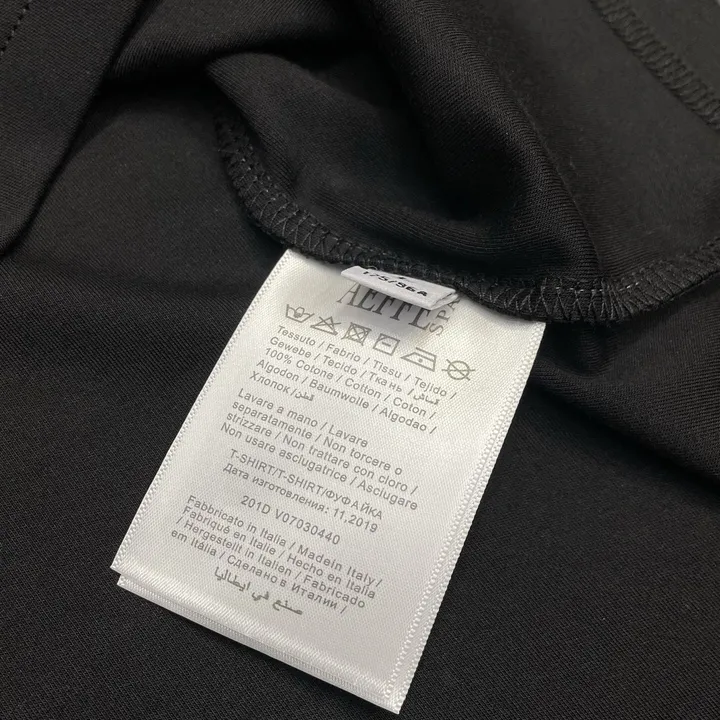 175/96A
AEFFE
SPA
Tessuto / Fabric / Tissu / Tejido /
Gewebe / Tecido / Ткань / قماش /
100% Cotone / Cotton / Coton /
Algodon / Baumwolle / Algodao /
Хлопок / قطن
Lavare a mano / Lavare
separatamente / Non torcere o
strizzare / Non trattare con cloro /
Non usare asciugatrice / Asciugare
T-SHIRT/T-SHIRT/ФУФАЙКА
Дата изготовления: 11.2019
201D V07030440
Fabbricato in Italia / Made in Italy /
Fabriqué en Italie / Hecho en Italia
/ Hergestellt in Italien / Fabricado
em Itália / Сделано в Италии /
صنع في ايطاليا